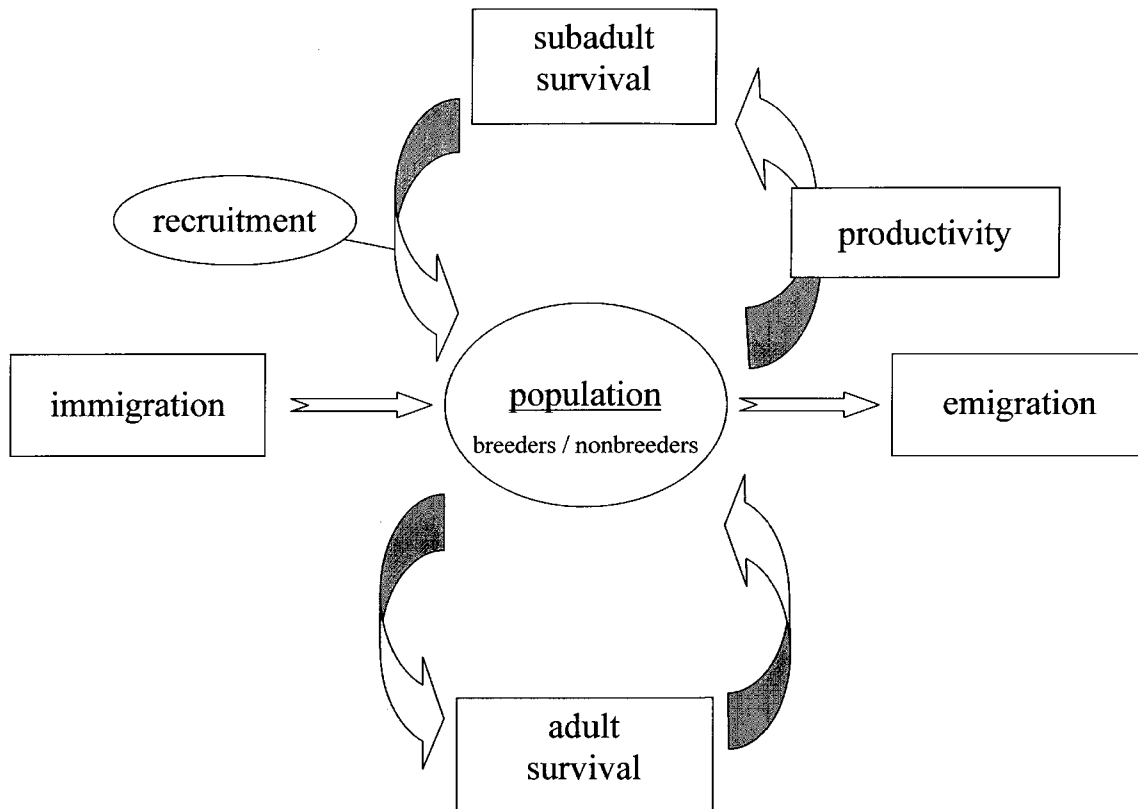 subadult
survival
recruitment
productivity
immigration
population
breeders / nonbreeders
emigration
adult
survival